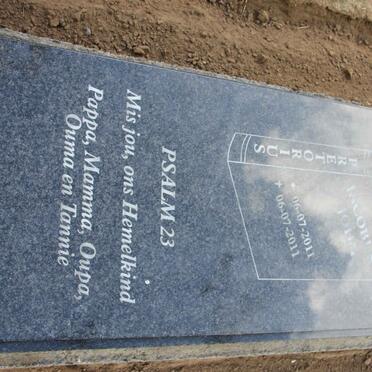 PRETORIUS
* 06.07.2011
✝ 06.07.2011
PSALM 23
Mis jou, ons Hemelkind
Pappa, Mamma, Oupa,
Ouma en Tannie